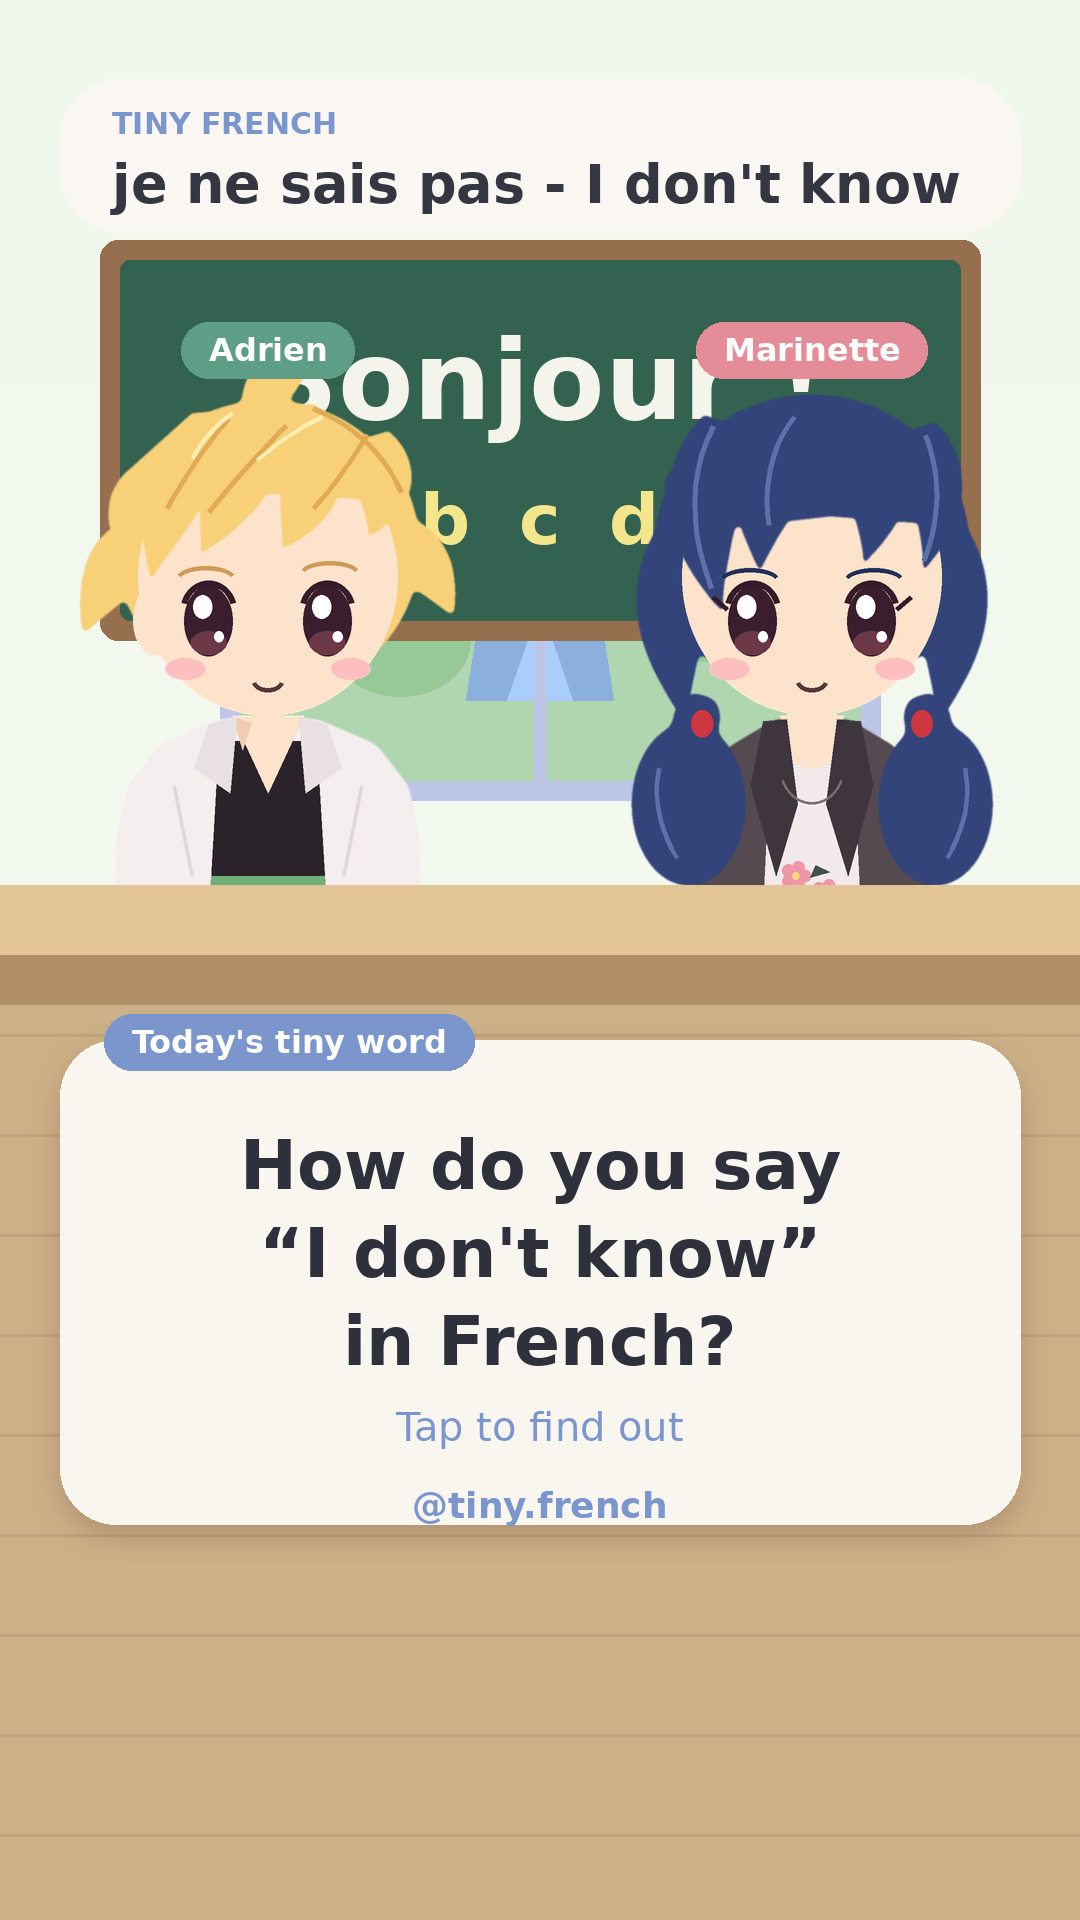 TINY FRENCH
je ne sais pas - I don't know
Adrien
Marinette
onjour
b c d
Today's tiny word
How do you say
“I don't know”
in French?
Tap to find out
@tiny.french